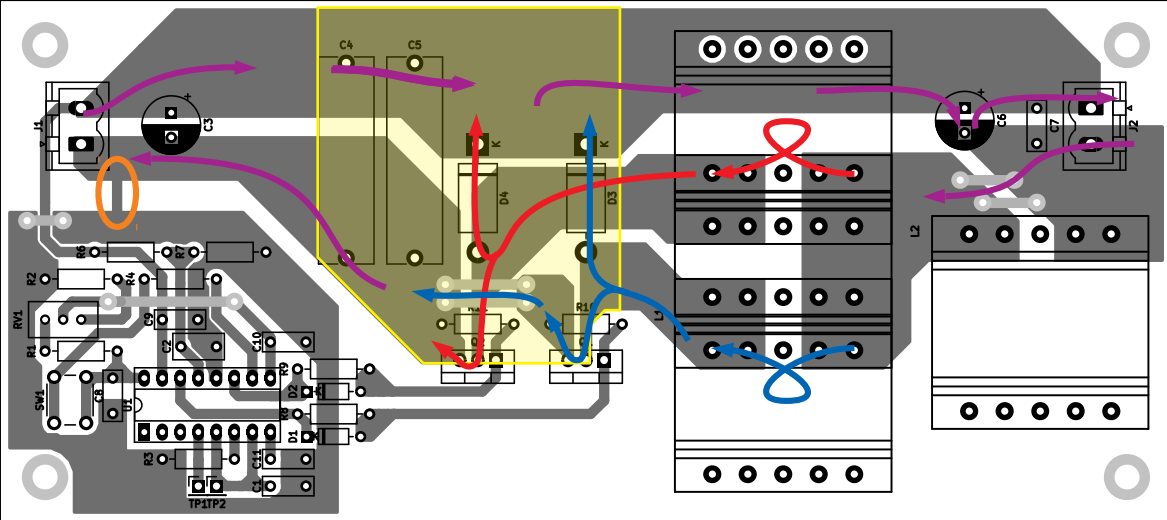 C4
C5
+
+
J1
C3
K
K
C6
C7
J2
D4
D3
L2
R6
R7
R2
R4
RV1
C9
R1
C2
C10
L1
R9
D2
SW1
C8
U1
R8
D1
R3
C11
C1
TP1TP2